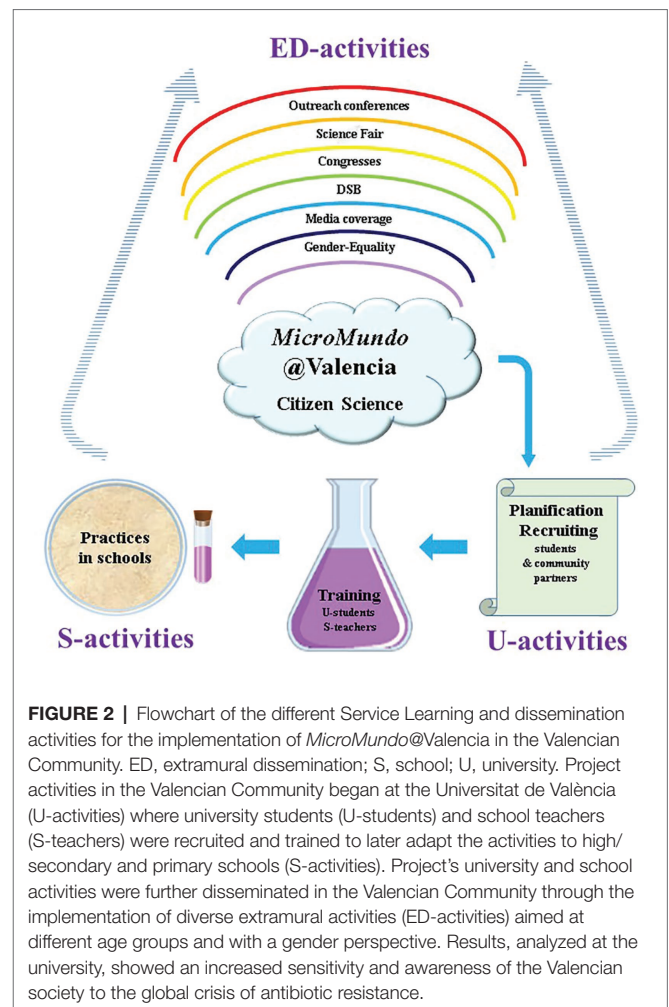 ED-activities
Outreach conferences
Science Fair
Congresses
DSB
Media coverage
Gender-Equality
MicroMundo
@Valencia
Citizen Science
Practices
in schools
S-activities
Training
U-students
S-teachers
Planification
Recruiting
students
& community
partners
U-activities
FIGURE 2 | Flowchart of the different Service Learning and dissemination
activities for the implementation of MicroMundo@Valencia in the Valencian
Community. ED, extramural dissemination; S, school; U, university. Project
activities in the Valencian Community began at the Universitat de València
(U-activities) where university students (U-students) and school teachers
(S-teachers) were recruited and trained to later adapt the activities to high/
secondary and primary schools (S-activities). Project's university and school
activities were further disseminated in the Valencian Community through the
implementation of diverse extramural activities (ED-activities) aimed at
different age groups and with a gender perspective. Results, analyzed at the
university, showed an increased sensitivity and awareness of the Valencian
society to the global crisis of antibiotic resistance.